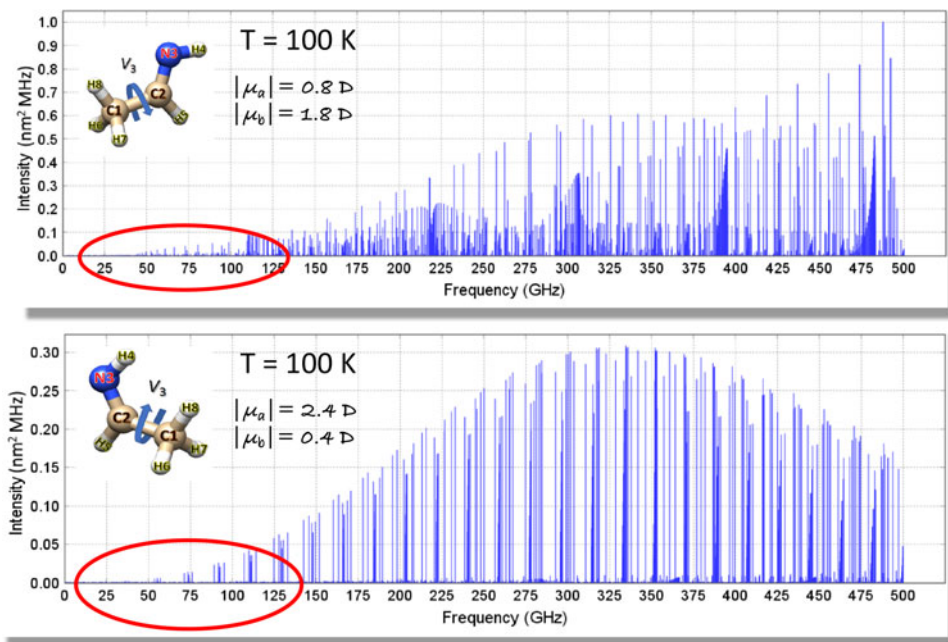 T = 100 K
|μa| = 0.8 D
|μb| = 1.8 D
V3
N3
H4
C2
H5
H8
C1
H6
H7
Intensity (nm² MHz)
1.0
0.9
0.8
0.7
0.6
0.5
0.4
0.3
0.2
0.1
0.0
0 25 50 75 100 125 150 175 200 225 250 275 300 325 350 375 400 425 450 475 500
Frequency (GHz)
T = 100 K
|μa| = 2.4 D
|μb| = 0.4 D
H4
N3
V3
C2
H8
C1
H7
H6
Intensity (nm² MHz)
0.30
0.25
0.20
0.15
0.10
0.05
0.00
0 25 50 75 100 125 150 175 200 225 250 275 300 325 350 375 400 425 450 475 500
Frequency (GHz)